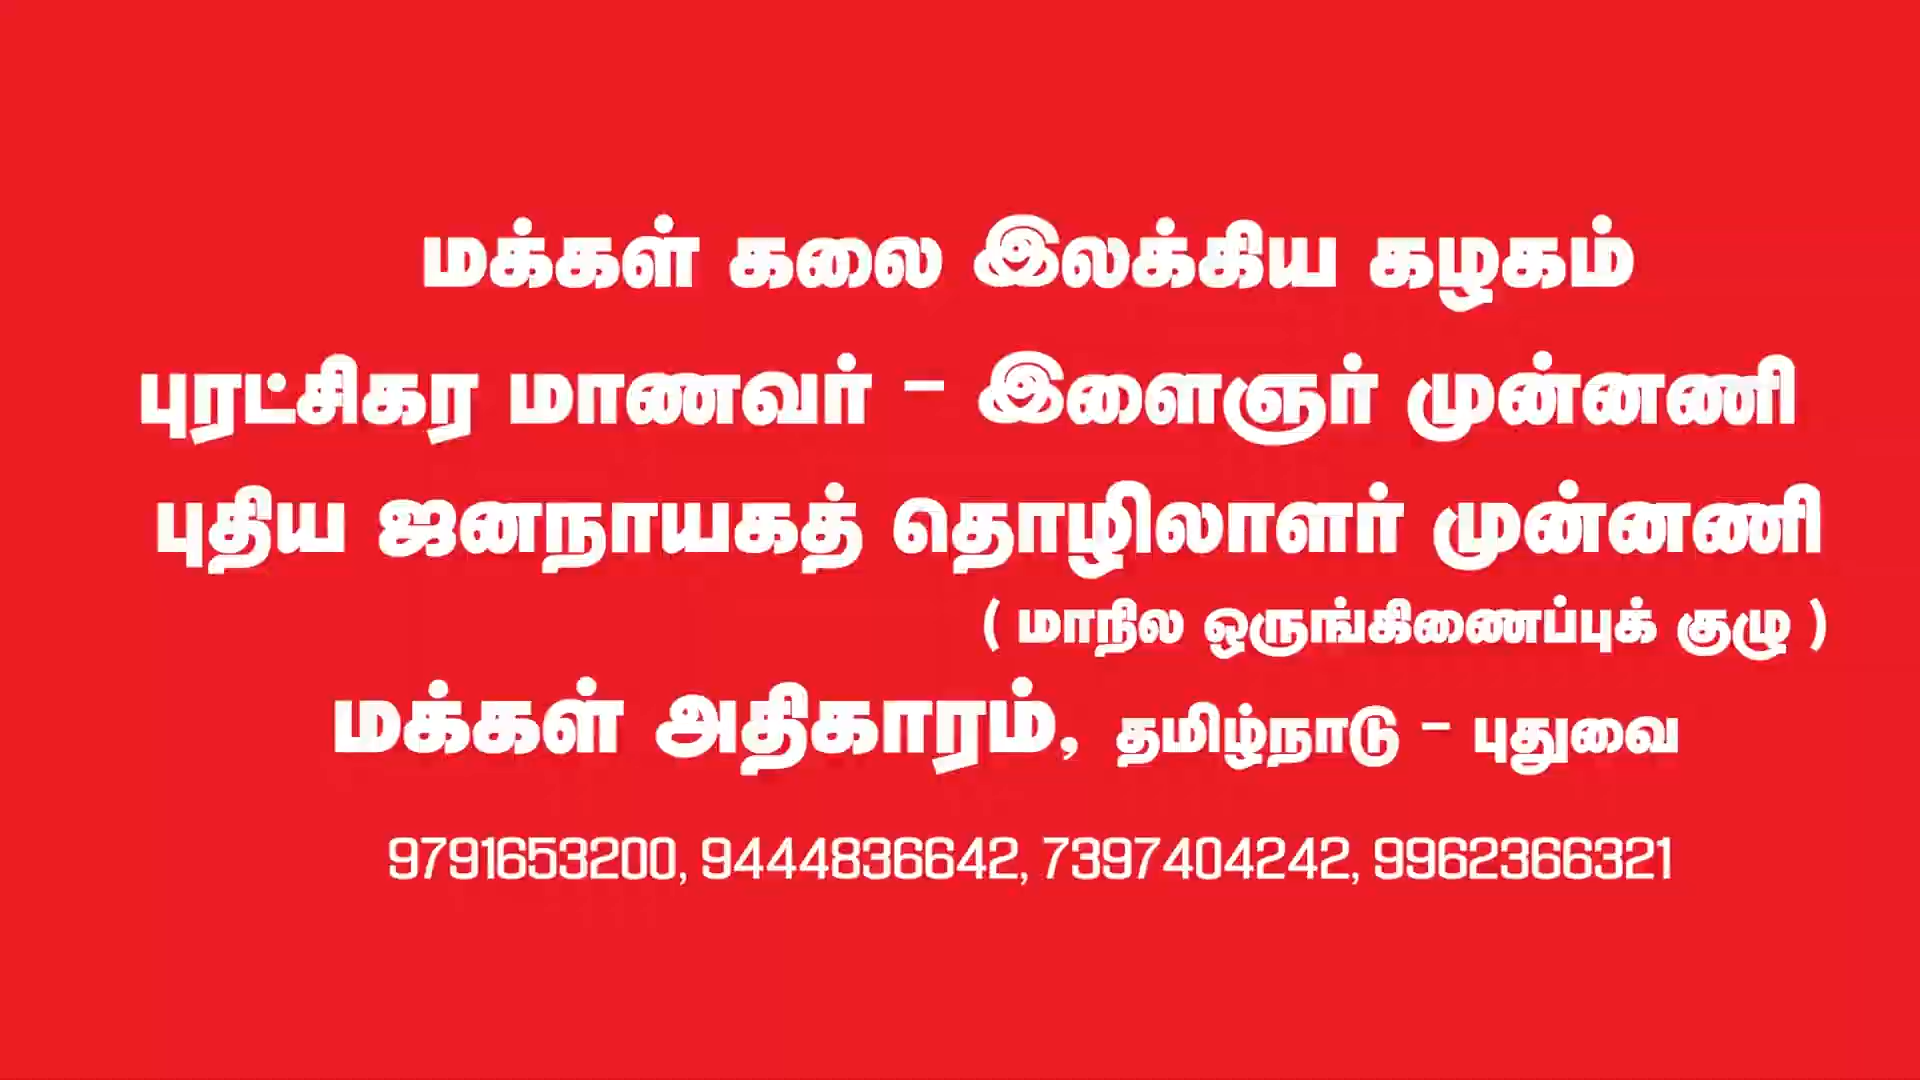 மக்கள் கலை இலக்கிய கழகம்
புரட்சிகர மாணவர் - இளைஞர் முன்னணி
புதிய ஜனநாயகத் தொழிலாளர் முன்னணி
( மாநில ஒருங்கிணைப்புக் குழு )
மக்கள் அதிகாரம், தமிழ்நாடு - புதுவை
9791653200, 9444836642, 7397404242, 9962366321